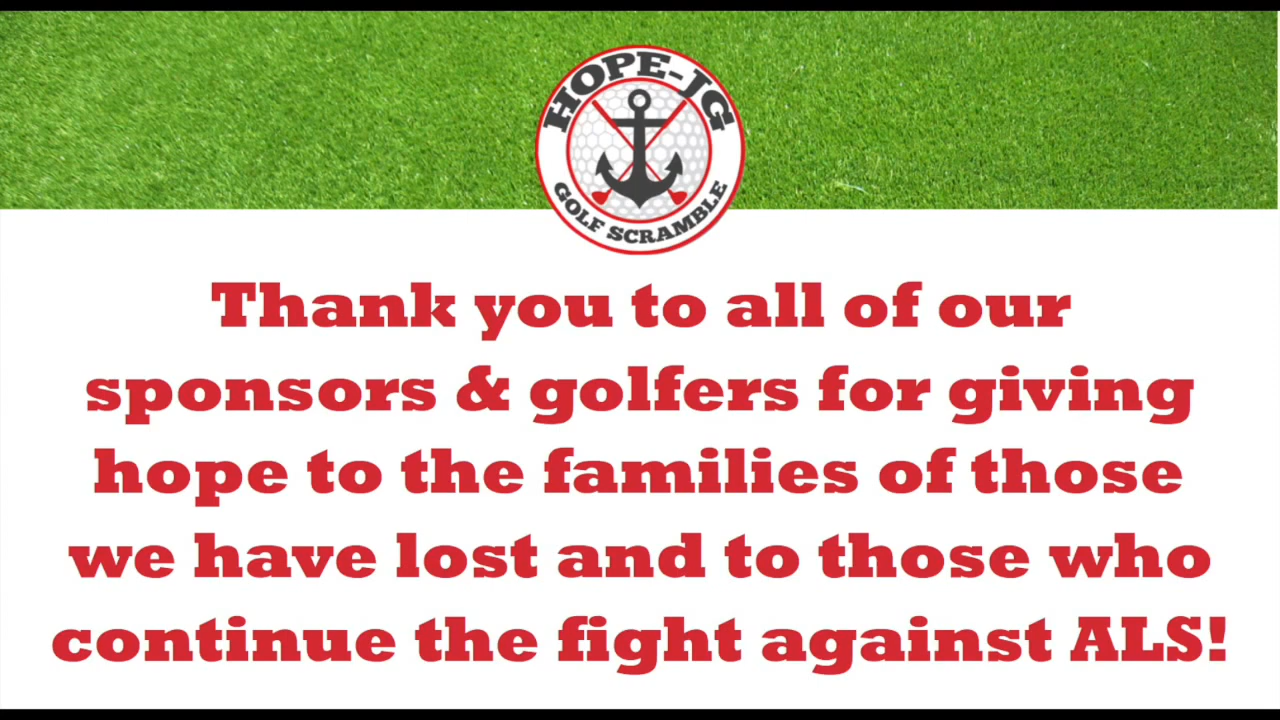 HOPE-JG
GOLF SCRAMBLE
Thank you to all of our
sponsors & golfers for giving
hope to the families of those
we have lost and to those who
continue the fight against ALS!